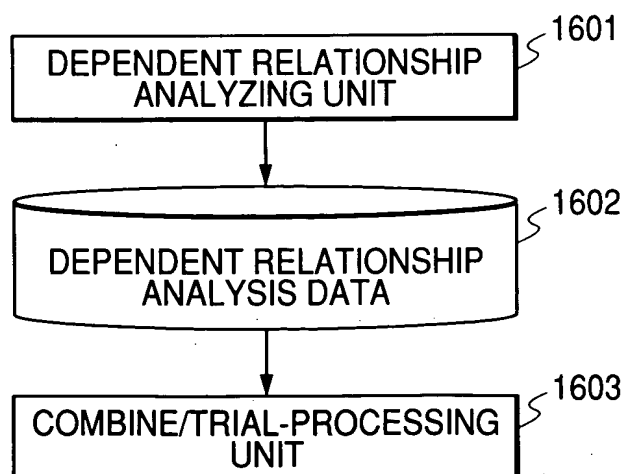 1601
DEPENDENT RELATIONSHIP
ANALYZING UNIT
1602
DEPENDENT RELATIONSHIP
ANALYSIS DATA
1603
COMBINE/TRIAL-PROCESSING
UNIT